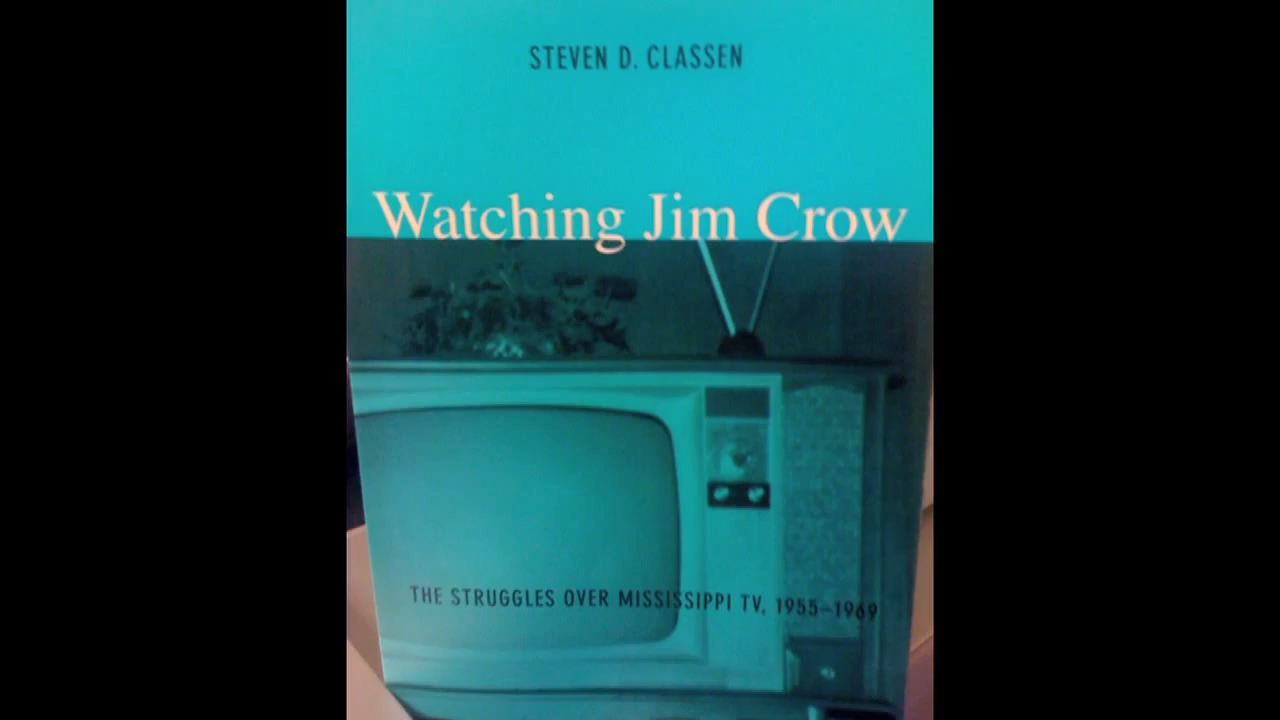 STEVEN D. CLASSEN
Watching Jim Crow
THE STRUGGLES OVER MISSISSIPPI TV, 1955–1969